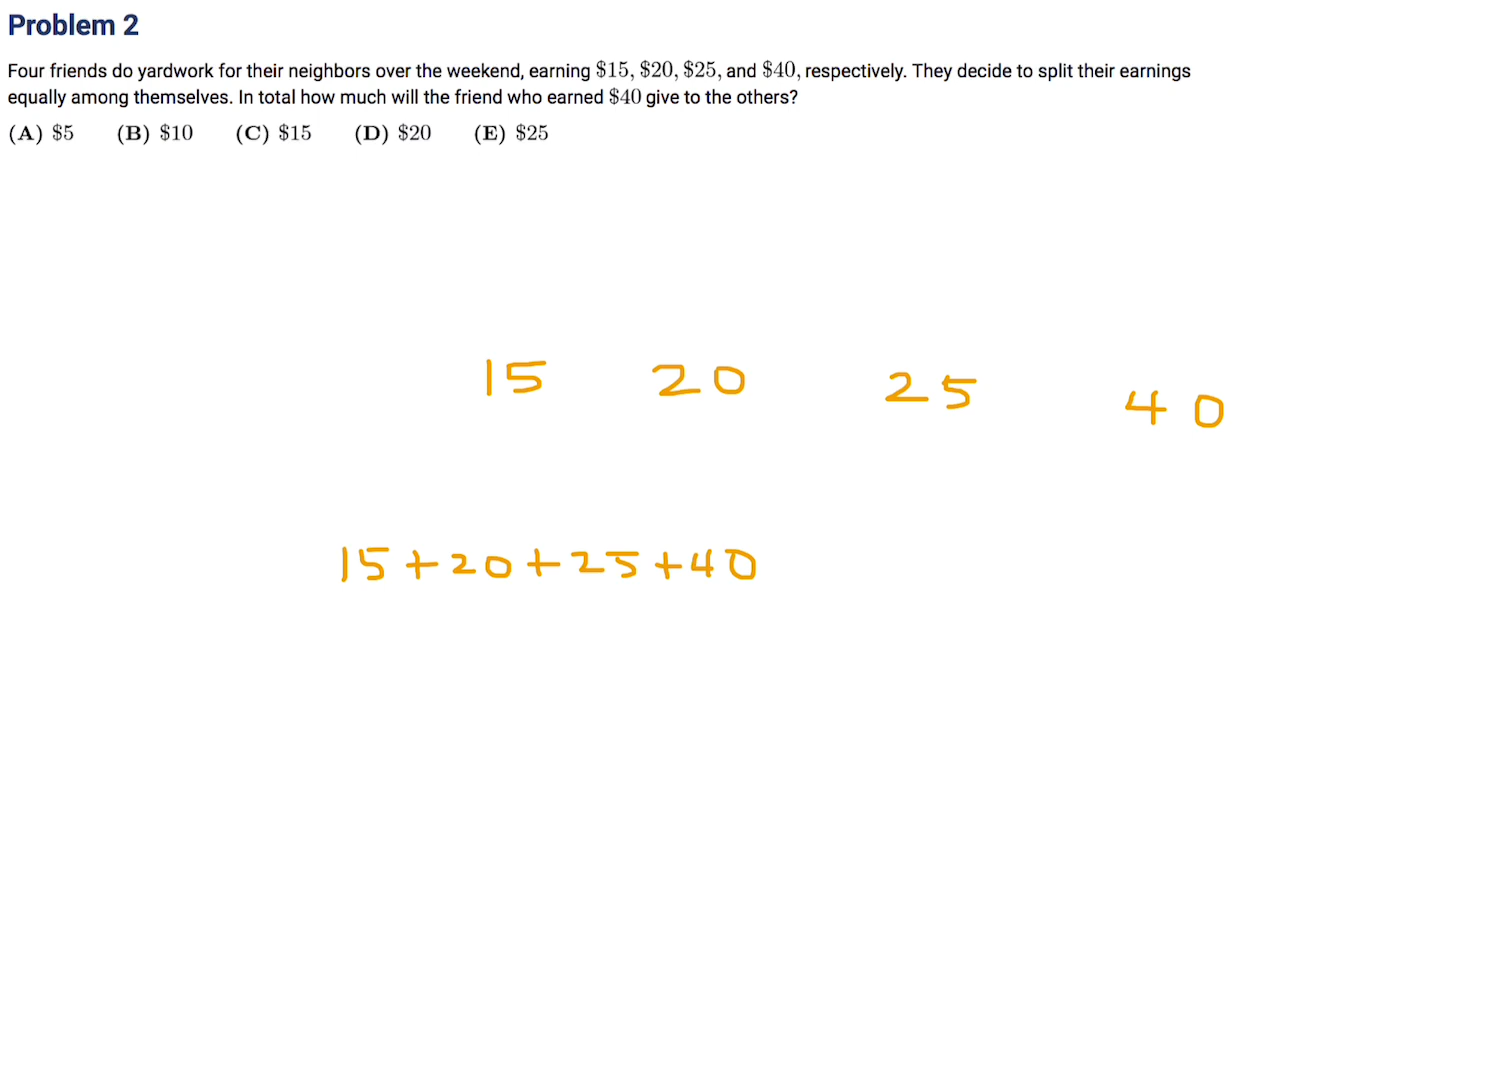 Problem 2
Four friends do yardwork for their neighbors over the weekend, earning $15, $20, $25, and $40, respectively. They decide to split their earnings
equally among themselves. In total how much will the friend who earned $40 give to the others?
(A) $5 (B) $10 (C) $15 (D) $20 (E) $25
15 20 25 40
15+20+25+40